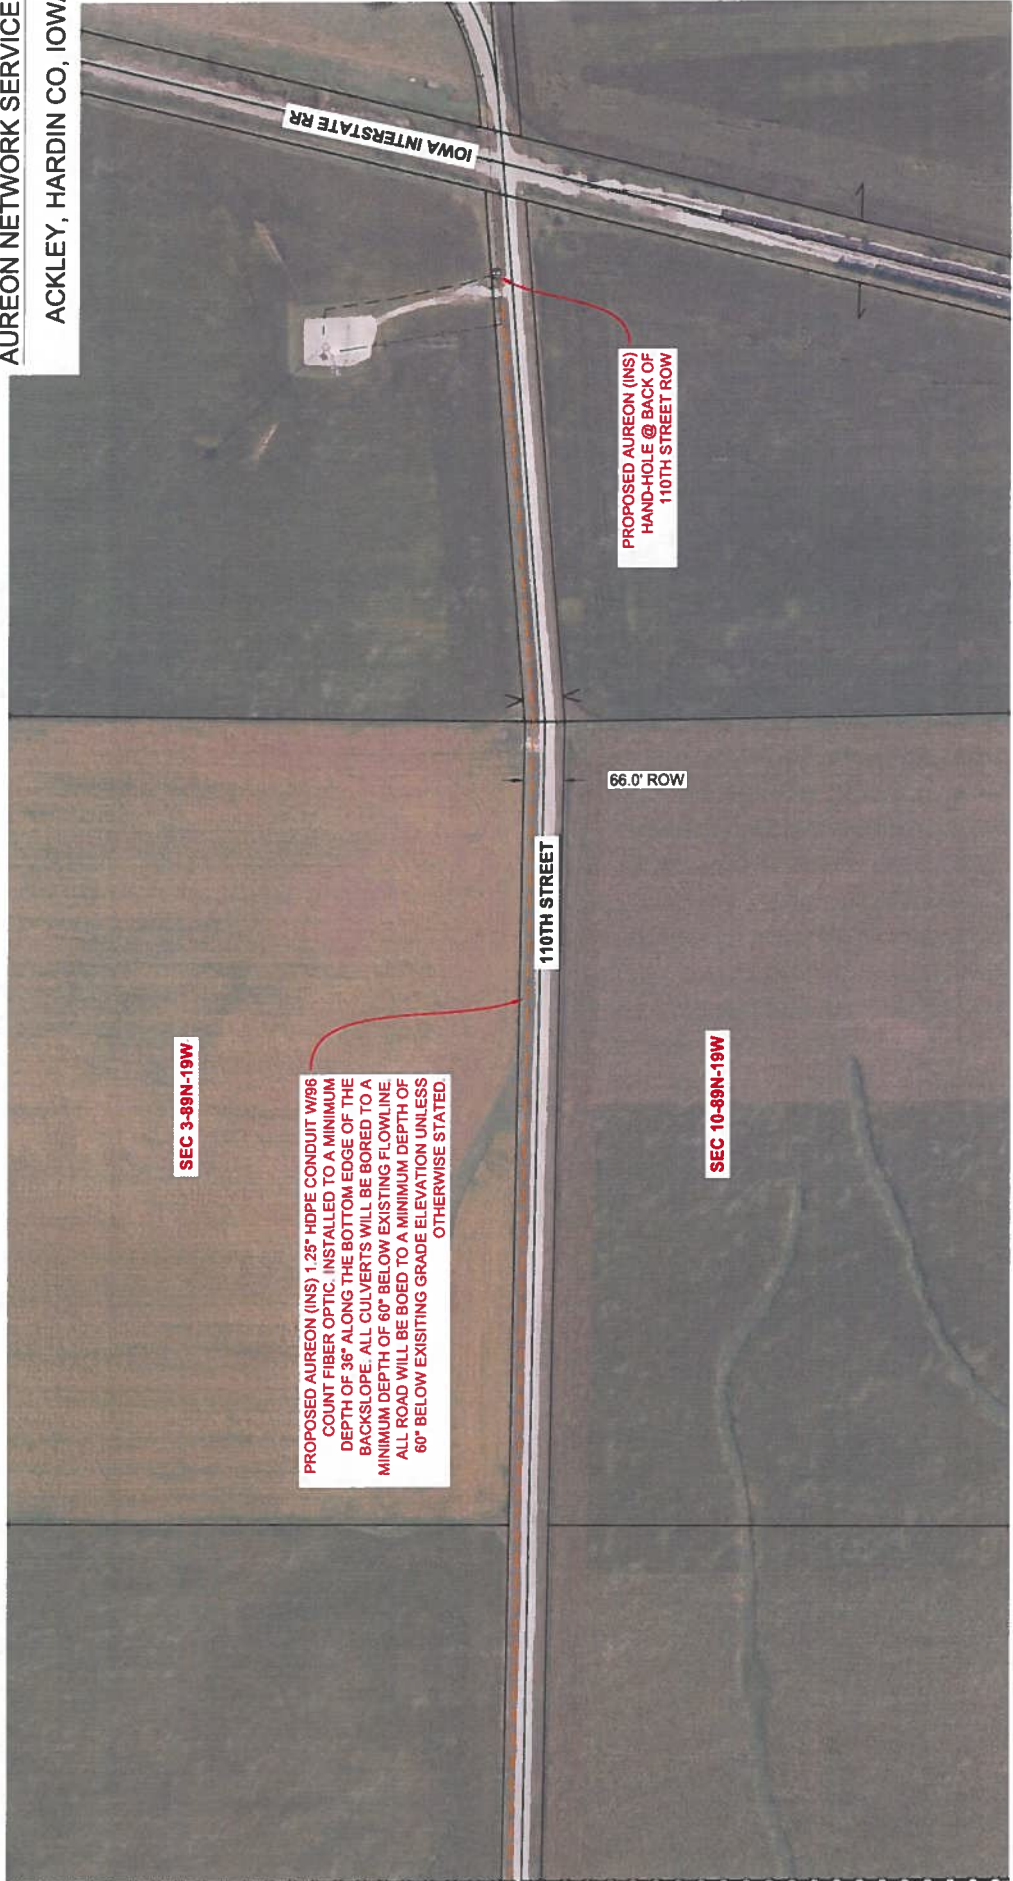 AUREON NETWORK SERVICE
ACKLEY, HARDIN CO, IOWA
IOWA INTERSTATE RR
PROPOSED AUREON (INS)
HAND-HOLE @ BACK OF
110TH STREET ROW
66.0' ROW
110TH STREET
SEC 3-89N-19W
PROPOSED AUREON (INS) 1.25" HDPE CONDUIT W/96
COUNT FIBER OPTIC. INSTALLED TO A MINIMUM
DEPTH OF 36" ALONG THE BOTTOM EDGE OF THE
BACKSLOPE. ALL CULVERTS WILL BE BORED TO A
MINIMUM DEPTH OF 60" BELOW EXISTING FLOWLINE.
ALL ROAD WILL BE BOED TO A MINIMUM DEPTH OF
60" BELOW EXISITING GRADE ELEVATION UNLESS
OTHERWISE STATED.
SEC 10-89N-19W